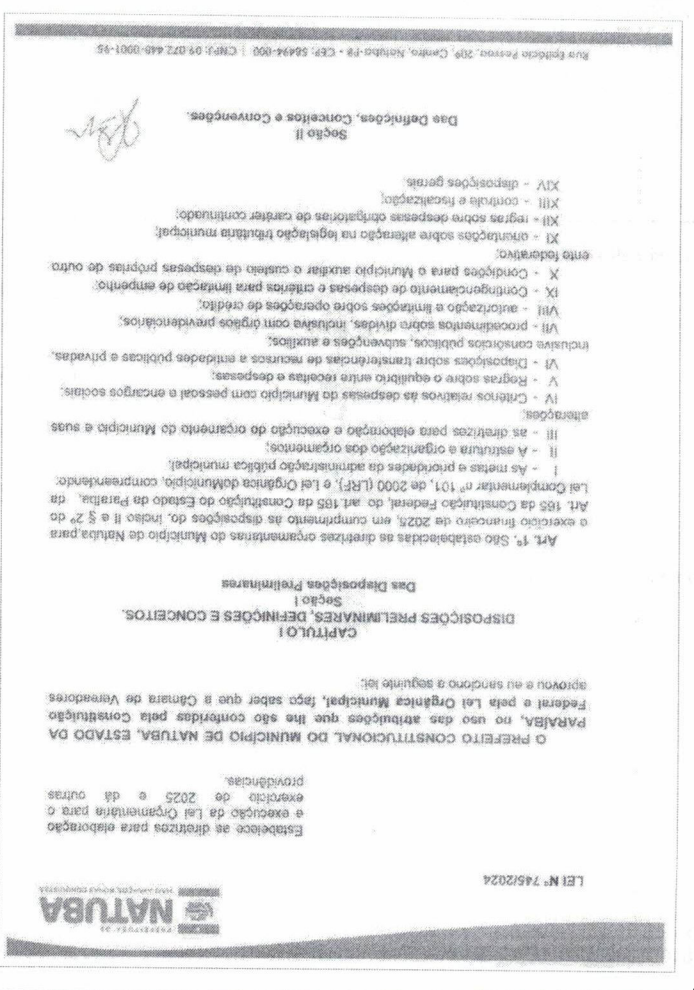 PREFEITURA DE
NATUBA
LEI Nº 745/2024
Estabelece as diretrizes para elaboração
e execução da Lei Orçamentária para o
exercício de 2025 e dá outras
providências.
O PREFEITO CONSTITUCIONAL DO MUNICÍPIO DE NATUBA, ESTADO DA
PARAÍBA, no uso das atribuições que lhe são conferidas pela Constituição
Federal e pela Lei Orgânica Municipal, faço saber que a Câmara de Vereadores
aprovou e eu sanciono a seguinte lei:
CAPÍTULO I
DISPOSIÇÕES PRELIMINARES, DEFINIÇÕES E CONCEITOS.
Seção I
Das Disposições Preliminares
Art. 1º. São estabelecidas as diretrizes orçamentárias do Município de Natuba,para
o exercício financeiro de 2025, em cumprimento às disposições do, inciso II e § 2º do
Art. 165 da Constituição Federal, do art. 165 da Constituição do Estado da Paraíba, da
Lei Complementar nº 101, de 2000 (LRF), e Lei Orgânica doMunicípio, compreendendo:
I - As metas e prioridades da administração pública municipal;
II - A estrutura e organização dos orçamentos;
III - as diretrizes para elaboração e execução do orçamento do Município e suas
alterações;
IV - Critérios relativos às despesas do Município com pessoal e encargos sociais;
V - Regras sobre o equilíbrio entre receitas e despesas;
VI - Disposições sobre transferências de recursos a entidades públicas e privadas,
inclusive consórcios públicos, subvenções e auxílios;
VII - procedimentos sobre dívidas, inclusive com órgãos previdenciários;
VIII - autorização e limitações sobre operações de crédito;
IX - Contingenciamento de despesas e critérios para limitação de empenho;
X - Condições para o Município auxiliar o custeio de despesas próprias de outro
ente federativo;
XI - orientações sobre alteração na legislação tributária municipal;
XII - regras sobre despesas obrigatórias de caráter continuado;
XIII - controle e fiscalização;
XIV - disposições gerais.
Seção II
Das Definições, Conceitos e Convenções.
Rua Epitácio Pessoa, 209, Centro, Natuba-PB - CEP: 58494-000 | CNPJ: 09.072.448-0001-95